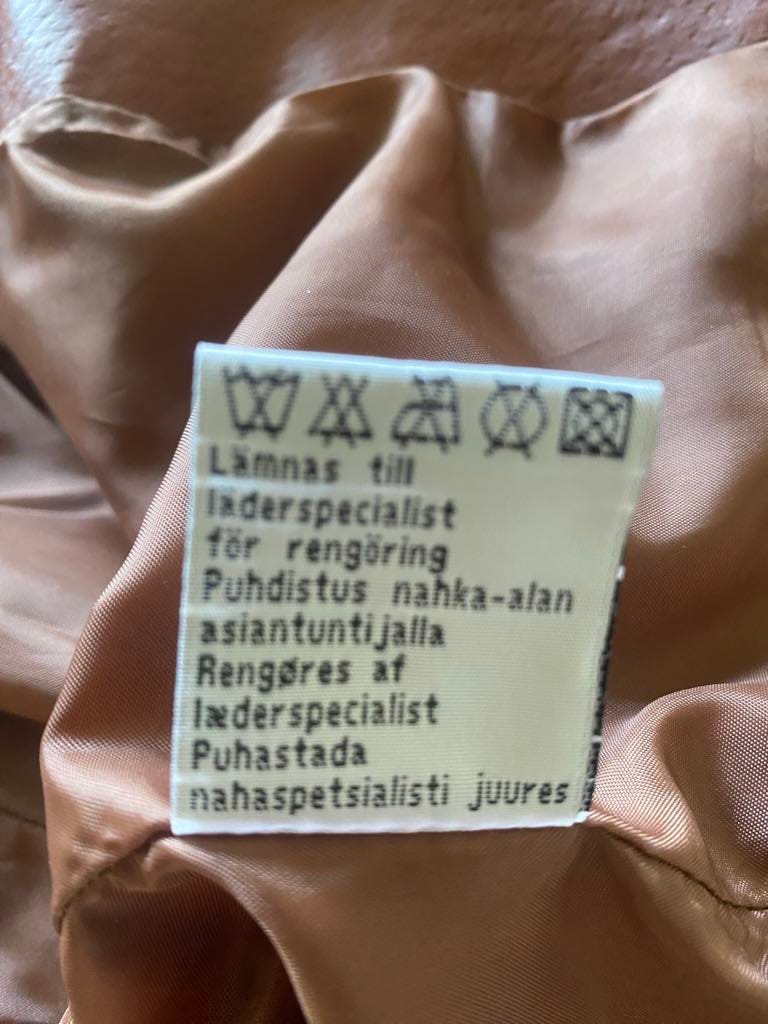 Lämnas till
läderspecialist
för rengöring
Puhdistus nahka-alan
asiantuntijalla
Rengøres af
læderspecialist
Puhastada
nahaspetsialisti juures